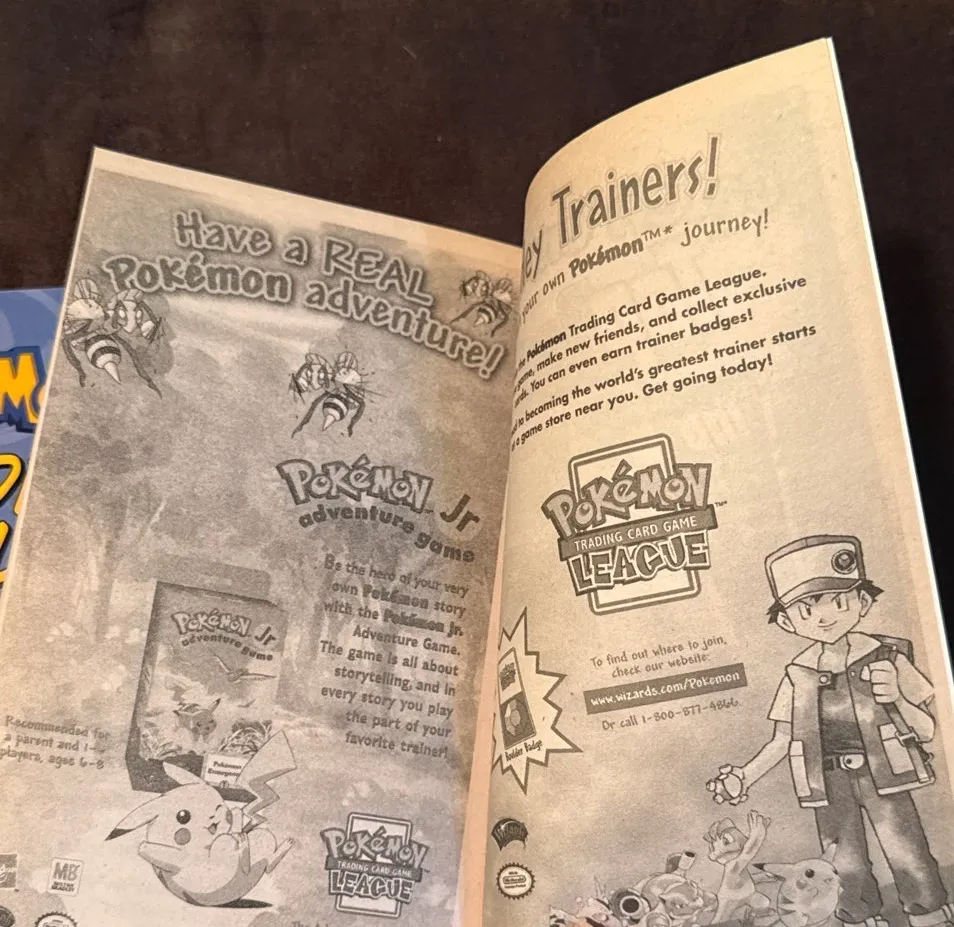 Have a REAL
Pokémon adventure!
POKéMON Jr
adventure game
Be the hero of your very
own Pokémon story
with the Pokémon Jr.
Adventure Game.
The game is all about
storytelling, and in
every story you play
the part of your
favorite trainer!
POKéMON Jr
adventure game
Pokémon
Emergency
Recommended for
a parent and 1-
players, ages 6-8
MB
POKéMON
TRADING CARD GAME
LEAGUE
ey Trainers!
your own Pokémon™* journey!
the Pokémon Trading Card Game League.
game, make new friends, and collect exclusive
rds. You can even earn trainer badges!
d to becoming the world's greatest trainer starts
a game store near you. Get going today!
POKéMON™
TRADING CARD GAME
LEAGUE
To find out where to join,
check our website:
www.wizards.com/Pokemon
Or call 1-800-877-4866.
Boulder Badge